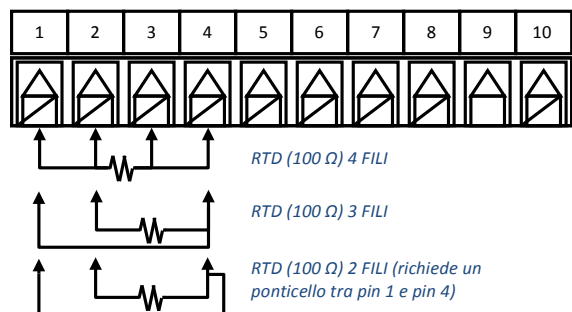 1 2 3 4 5 6 7 8 9 10
RTD (100 Ω) 4 FILI
RTD (100 Ω) 3 FILI
RTD (100 Ω) 2 FILI (richiede un
ponticello tra pin 1 e pin 4)